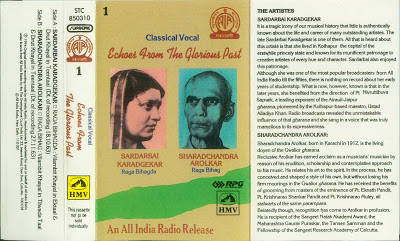 STC
850310
1
Classical Vocal
Echoes From
The Glorious Past
Side A
SARDARBAI KARADGEKAR
HMV
This cassette
not to be
sold
individually
1
Classical Vocal
Echoes From The Glorious Past
SARDARBAI
KARADGEKAR
Raga Bihagda
SHARADCHANDRA
AROLKAR
Raga Bihag
HMV
RPG
An All India Radio Release
THE ARTISTES
SARDARBAI KARADGEKAR
It is a tragic irony of our musical history that little is authentically
known about the life and career of many outstanding artistes. The
late Sardarbai Karadgekar is one of them. All that is heard about
this artiste is that she lived in Kolhapur the capital of the
erstwhile princely state and known for its munificent patronage to
creative artistes of every hue and character. Sardarbai also enjoyed
this patronage.
Although she was one of the most popular broadcasters from All
India Radio till the fifties, there is nothing on record about her early
years of studentship. What is now, however, known is that in the
later years, she benefited from the direction of Pt. Nivruttibuva
Sarnaik, a leading exponent of the Atrauli-Jaipur
gharana, pioneered by the Kolhapur-based maestro, Ustad
Alladiya Khan. Radio broadcasts revealed the unmistakable
influence of that gharana and she sang in a voice that was truly
marvellous in its expressiveness.
SHARADCHANDRA AROLKAR:
Sharadchandra Arolkar, born in Karachi in 1912, is the living
doyen of the Gwalior gharana.
Reclusive Arolkar has earned acclaim as a musicians' musician by
reason of his erudition, scholarship and contemplative approach
to his music. He relates his art to the spirit. In the process, he has
conceived and shaped a style of his own, but without losing his
firm moorings in the Gwalior gharana. He has received the benefits
of grooming from masters of the eminence of Pt. Eknath Pandit,
Pt. Krishnarao Shankar Pandit and Pt. Krishnarao Muley, all
stalwarts of the same paramparа.
Belatedly though, recognition has come to Arolkar in profusion.
He is recipient of the Sangeet Natak Akademi Award, the
Maharashtra Gaurav Puraskar, the Tansen Samman and the
Fellowship of the Sangeet Research Academy of Calcutta.